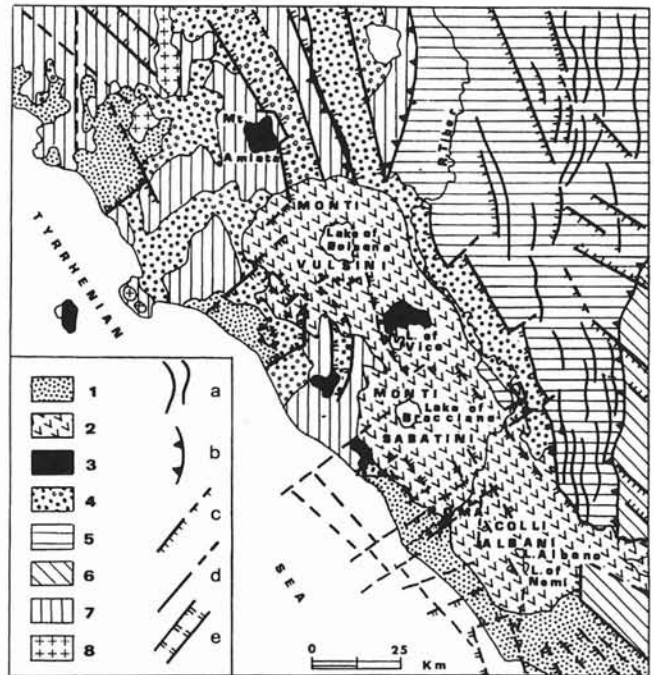 R. Tiber
Mt.
Amiata
MONTI
Lake of
Bolsena
VULSINI
TYRRHENIAN
L. of
Vico
MONTI
Lake of
Bracciano
SABATINI
COLLI
ALBANI
L. Albano
L. of
Nemi
SEA
1
2
3
4
5
6
7
8
a
b
c
d
e
0 25
Km